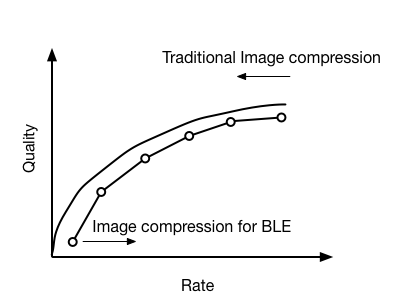 Traditional Image compression
Quality
Image compression for BLE
Rate